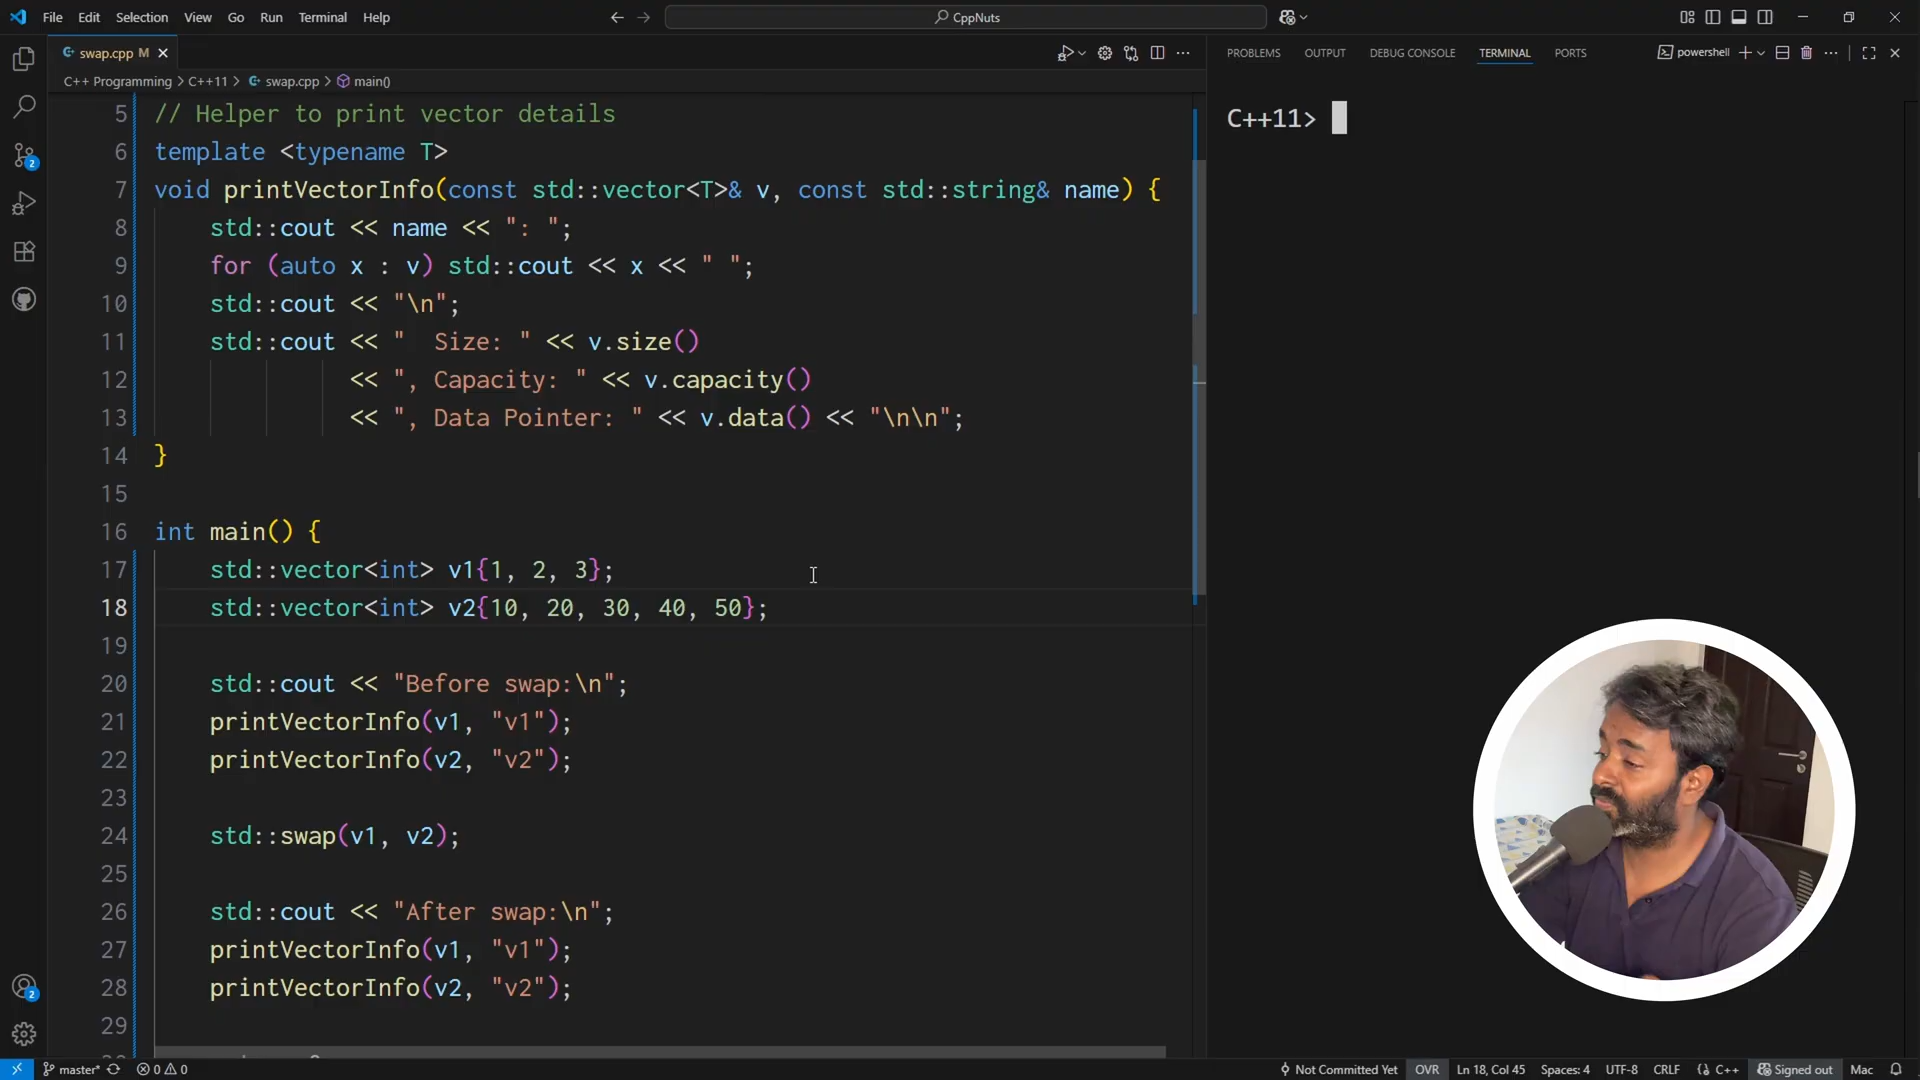 File Edit Selection View Go Run Terminal Help
CppNuts
swap.cpp M
PROBLEMS OUTPUT DEBUG CONSOLE TERMINAL PORTS
powershell
C++ Programming > C++11 > swap.cpp > main()
C++11>
5 // Helper to print vector details
6 template <typename T>
7 void printVectorInfo(const std::vector<T>& v, const std::string& name) {
8 std::cout << name << ": ";
9 for (auto x : v) std::cout << x << " ";
10 std::cout << "\n";
11 std::cout << "  Size: " << v.size()
12 << ", Capacity: " << v.capacity()
13 << ", Data Pointer: " << v.data() << "\n\n";
14 }
15
16 int main() {
17 std::vector<int> v1{1, 2, 3};
18 std::vector<int> v2{10, 20, 30, 40, 50};
19
20 std::cout << "Before swap:\n";
21 printVectorInfo(v1, "v1");
22 printVectorInfo(v2, "v2");
23
24 std::swap(v1, v2);
25
26 std::cout << "After swap:\n";
27 printVectorInfo(v1, "v1");
28 printVectorInfo(v2, "v2");
29
2
2
master* 0 0
Not Committed Yet OVR Ln 18, Col 45 Spaces: 4 UTF-8 CRLF {} C++ Signed out Mac